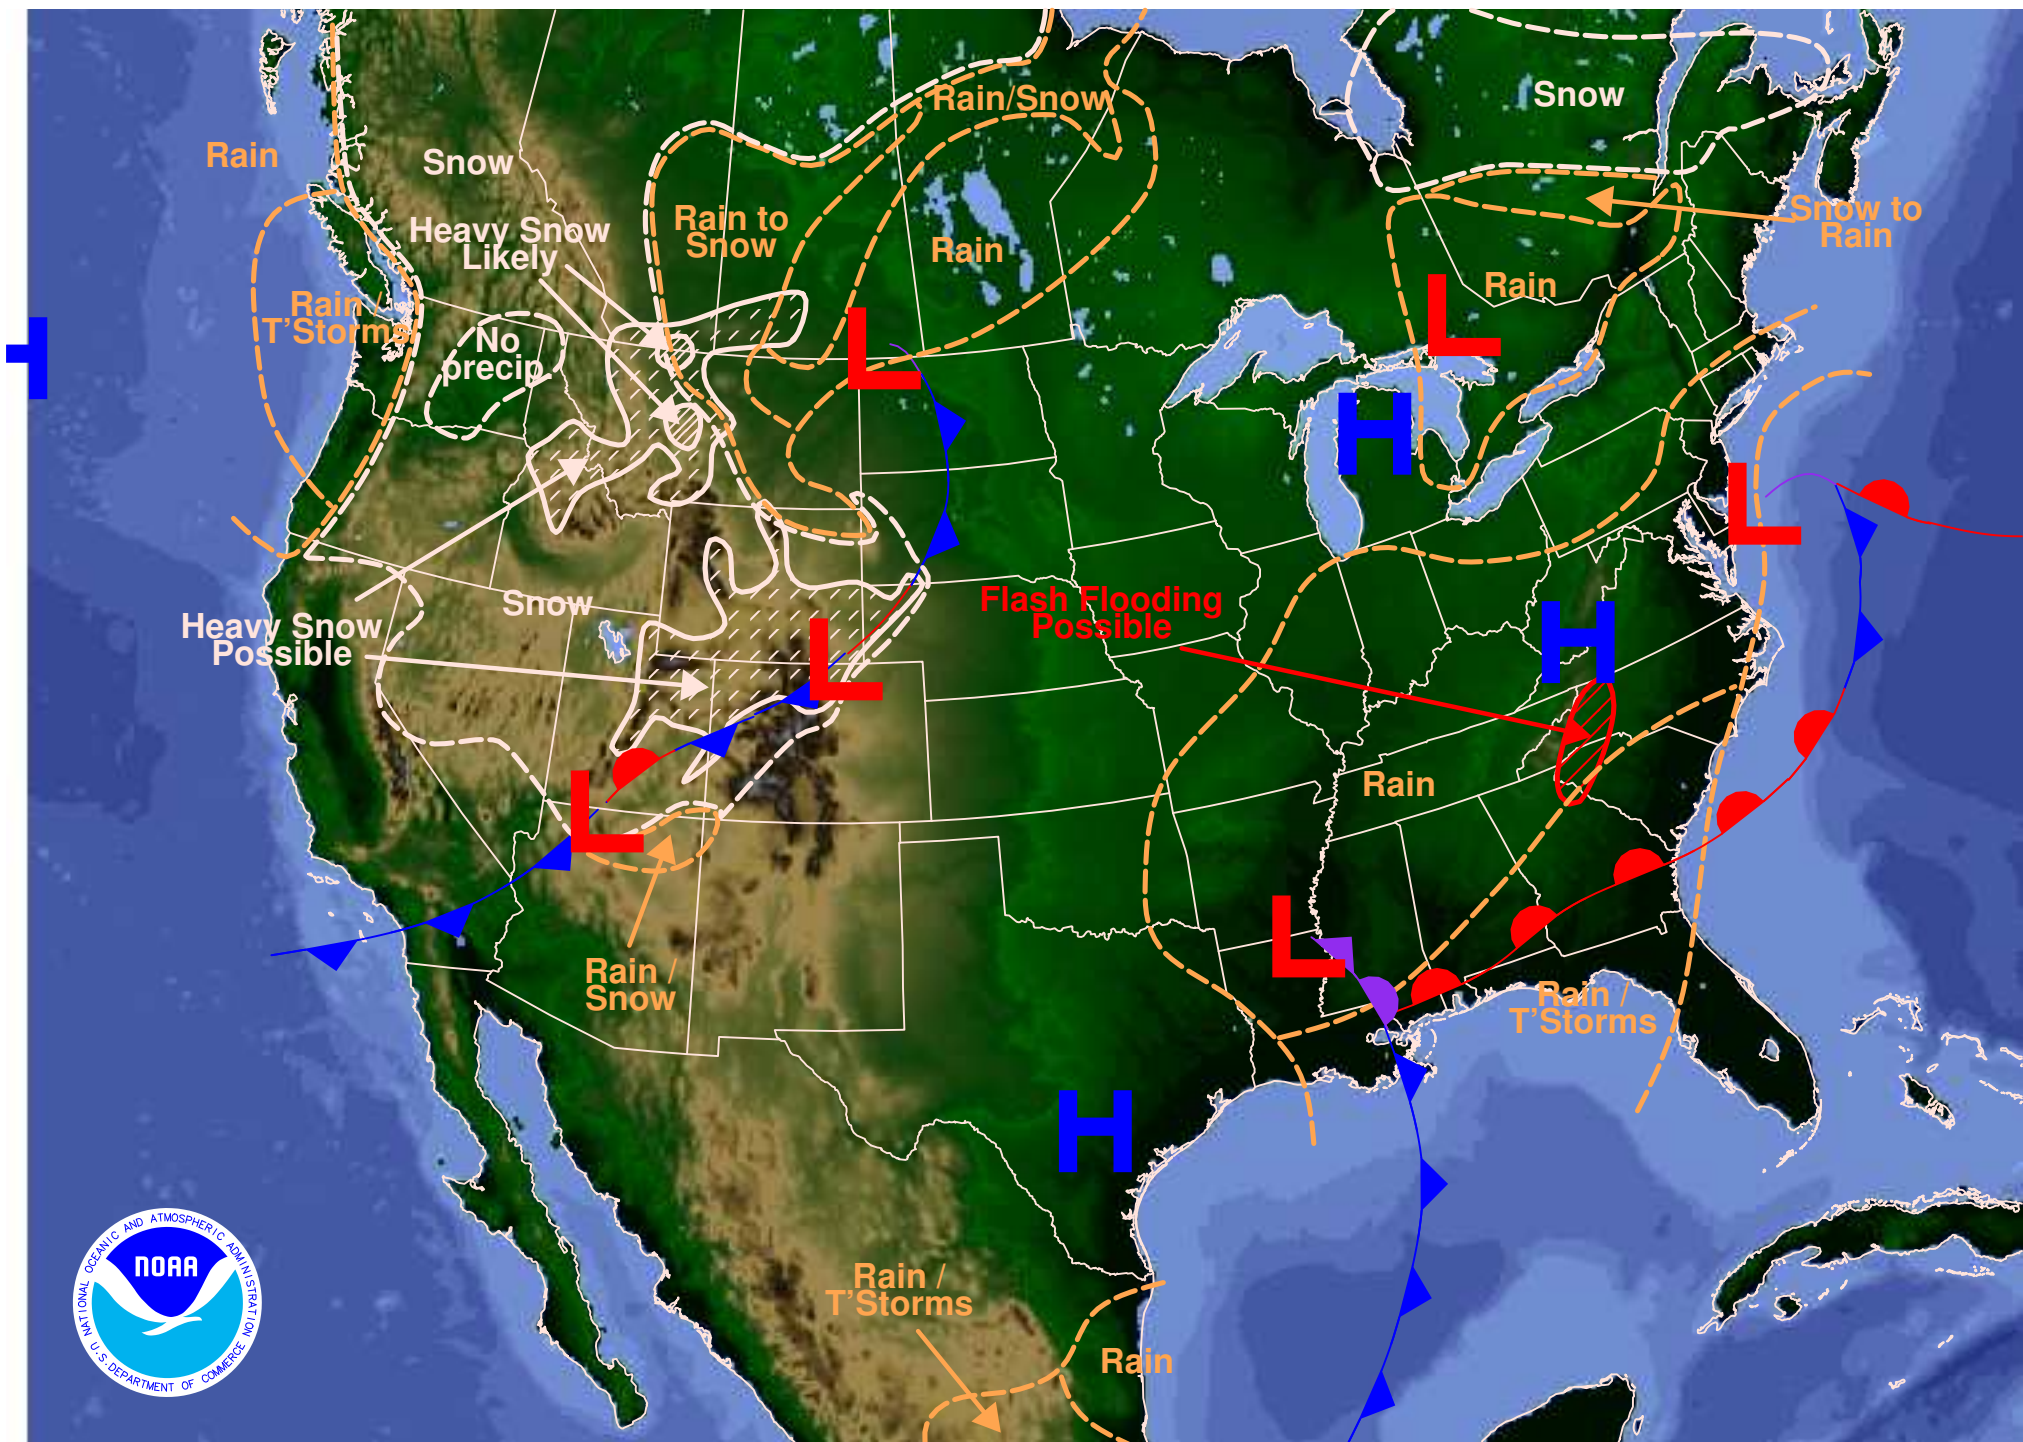 Snow
Rain/Snow
Rain
Snow
Heavy Snow
Likely
Rain to
Snow
Rain
Snow to
Rain
Rain
Rain /
T'Storms
No
precip
Snow
Heavy Snow
Possible
Flash Flooding
Possible
Rain
Rain /
Snow
Rain /
T'Storms
Rain /
T'Storms
Rain
H
L
L
H
L
H
L
L
L
H
NATIONAL OCEANIC AND ATMOSPHERIC ADMINISTRATION
NOAA
U.S. DEPARTMENT OF COMMERCE